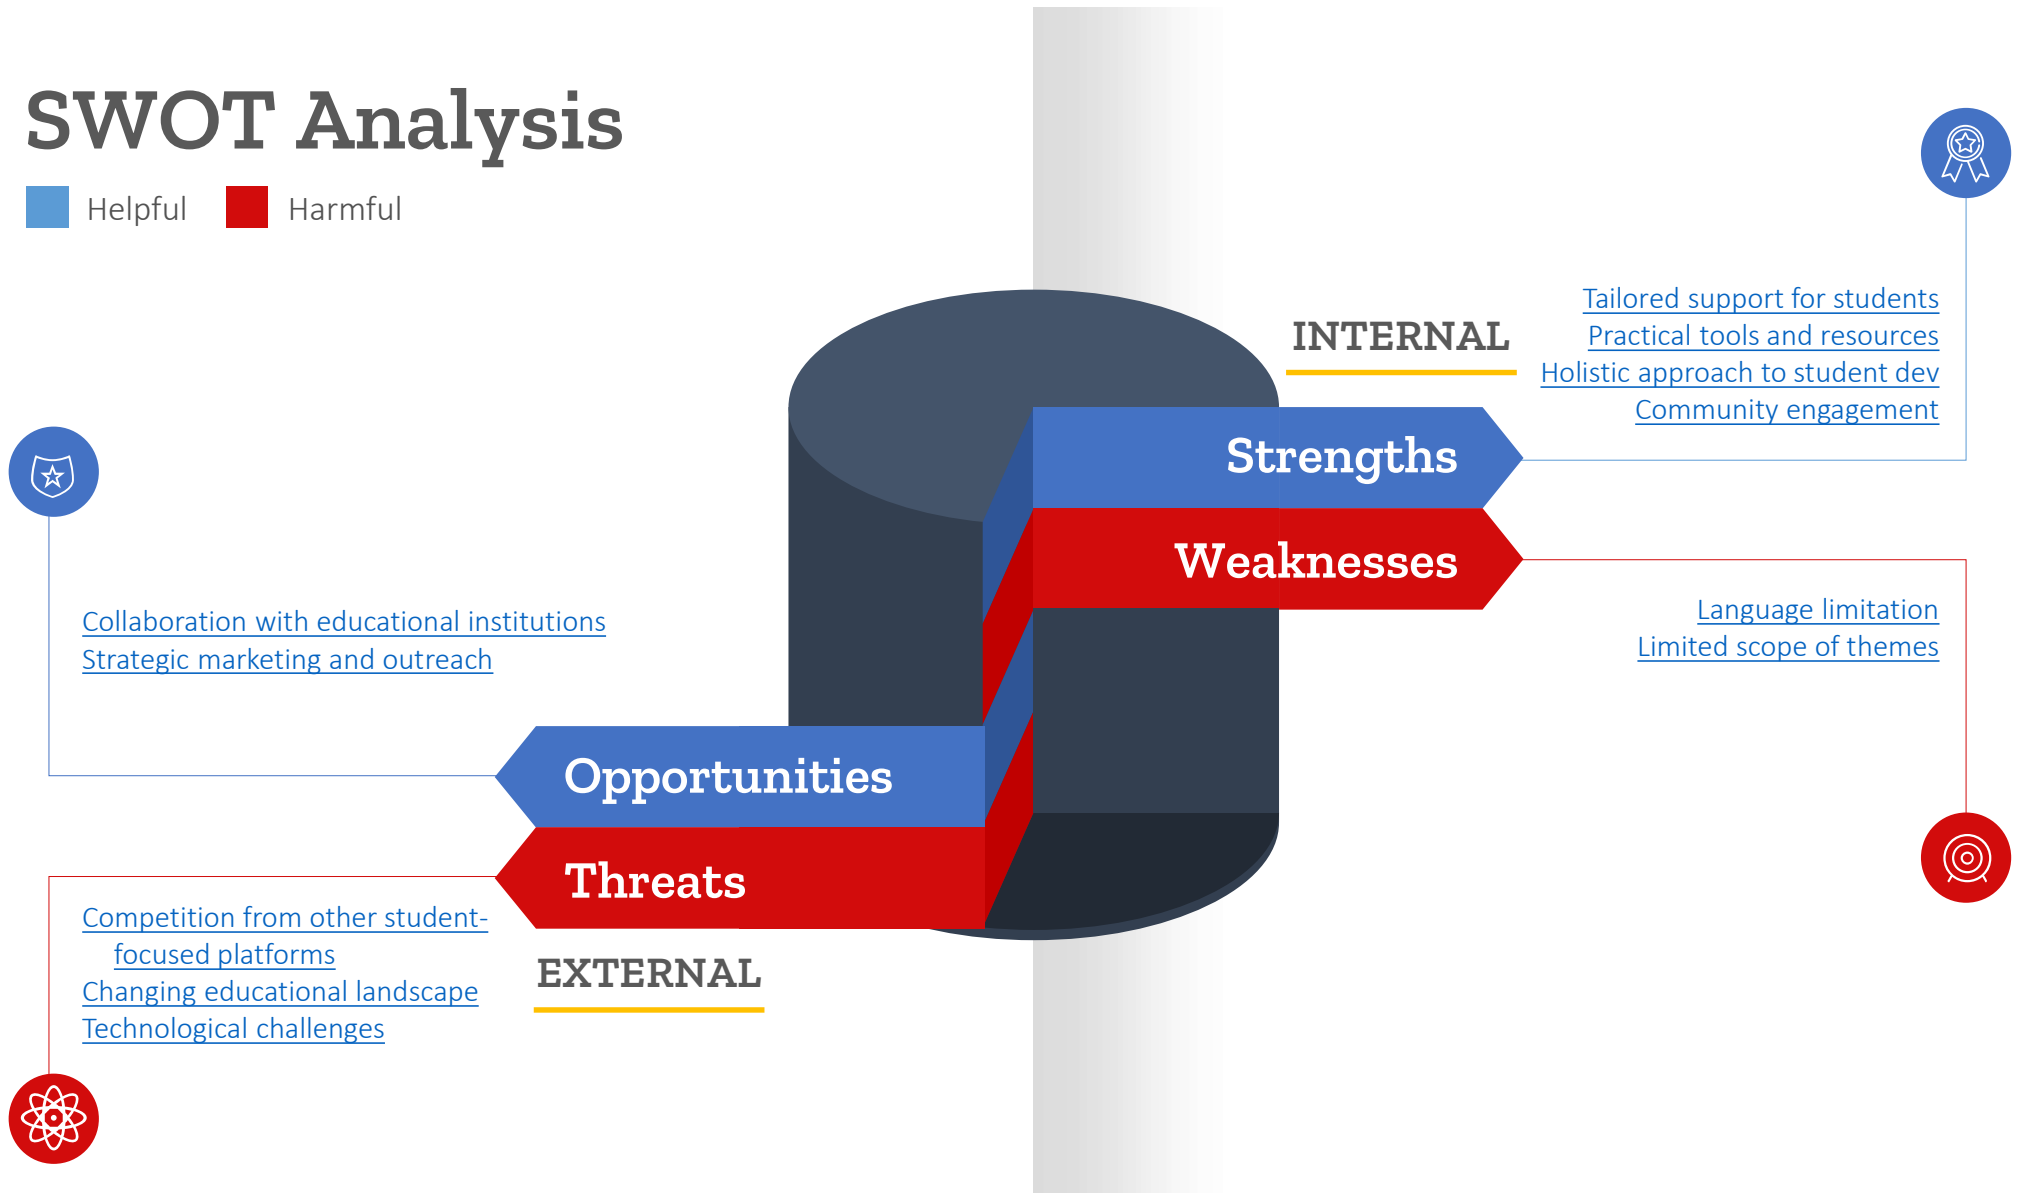 SWOT Analysis
Helpful
Harmful
INTERNAL
Tailored support for students
Practical tools and resources
Holistic approach to student dev
Community engagement
Strengths
Weaknesses
Language limitation
Limited scope of themes
Collaboration with educational institutions
Strategic marketing and outreach
Opportunities
Threats
Competition from other student-
focused platforms
Changing educational landscape
Technological challenges
EXTERNAL